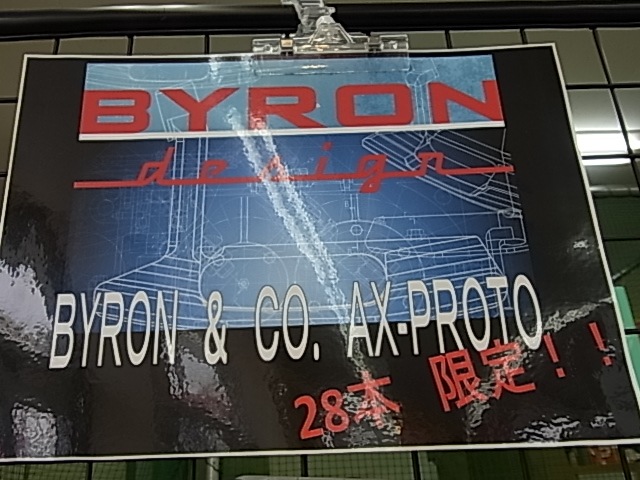 BYRON
design
BYRON & CO. AX-PROTO
28本 限定！！